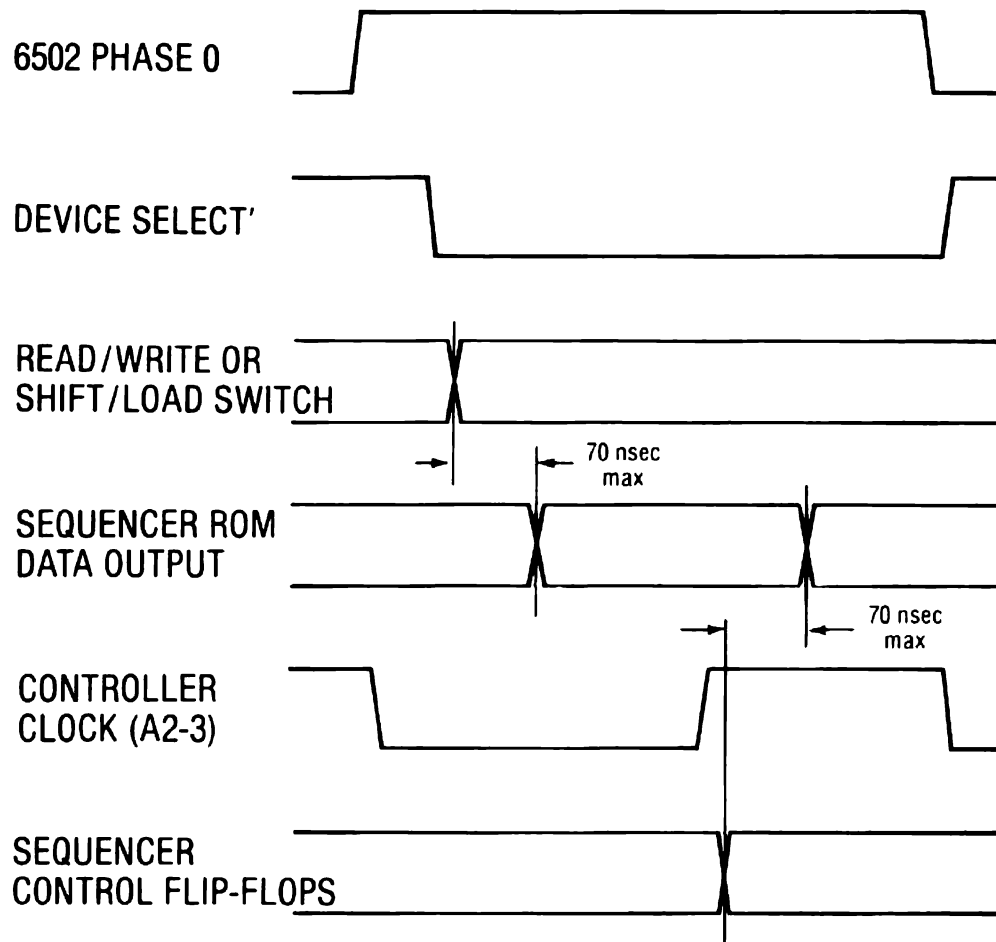 6502 PHASE 0
DEVICE SELECT'
READ/WRITE OR
SHIFT/LOAD SWITCH
70 nsec
max
SEQUENCER ROM
DATA OUTPUT
70 nsec
max
CONTROLLER
CLOCK (A2-3)
SEQUENCER
CONTROL FLIP-FLOPS